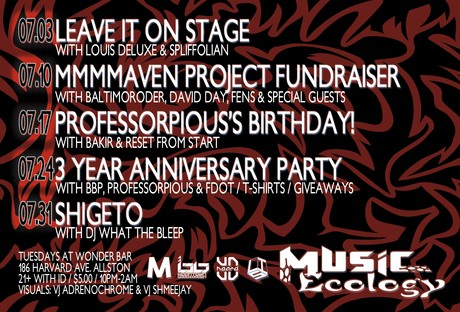 07.03 LEAVE IT ON STAGE
WITH LOUIS DELUXE & SPLIFFOLIAN
07.10 MMMMAVEN PROJECT FUNDRAISER
WITH BALTIMORODER, DAVID DAY, FENS & SPECIAL GUESTS
07.17 PROFESSORPIOUS'S BIRTHDAY!
WITH BAKIR & RESET FROM START
07.24 3 YEAR ANNIVERSARY PARTY
WITH BBP, PROFESSORPIOUS & FDOT / T-SHIRTS / GIVEAWAYS
07.31 SHIGETO
WITH DJ WHAT THE BLEEP
TUESDAYS AT WONDER BAR
186 HARVARD AVE. ALLSTON
21+ WITH ID / $5.00 / 10PM-2AM
VISUALS: VJ ADRENOCHROME & VJ SHMEEJAY
MUSIC
Ecology